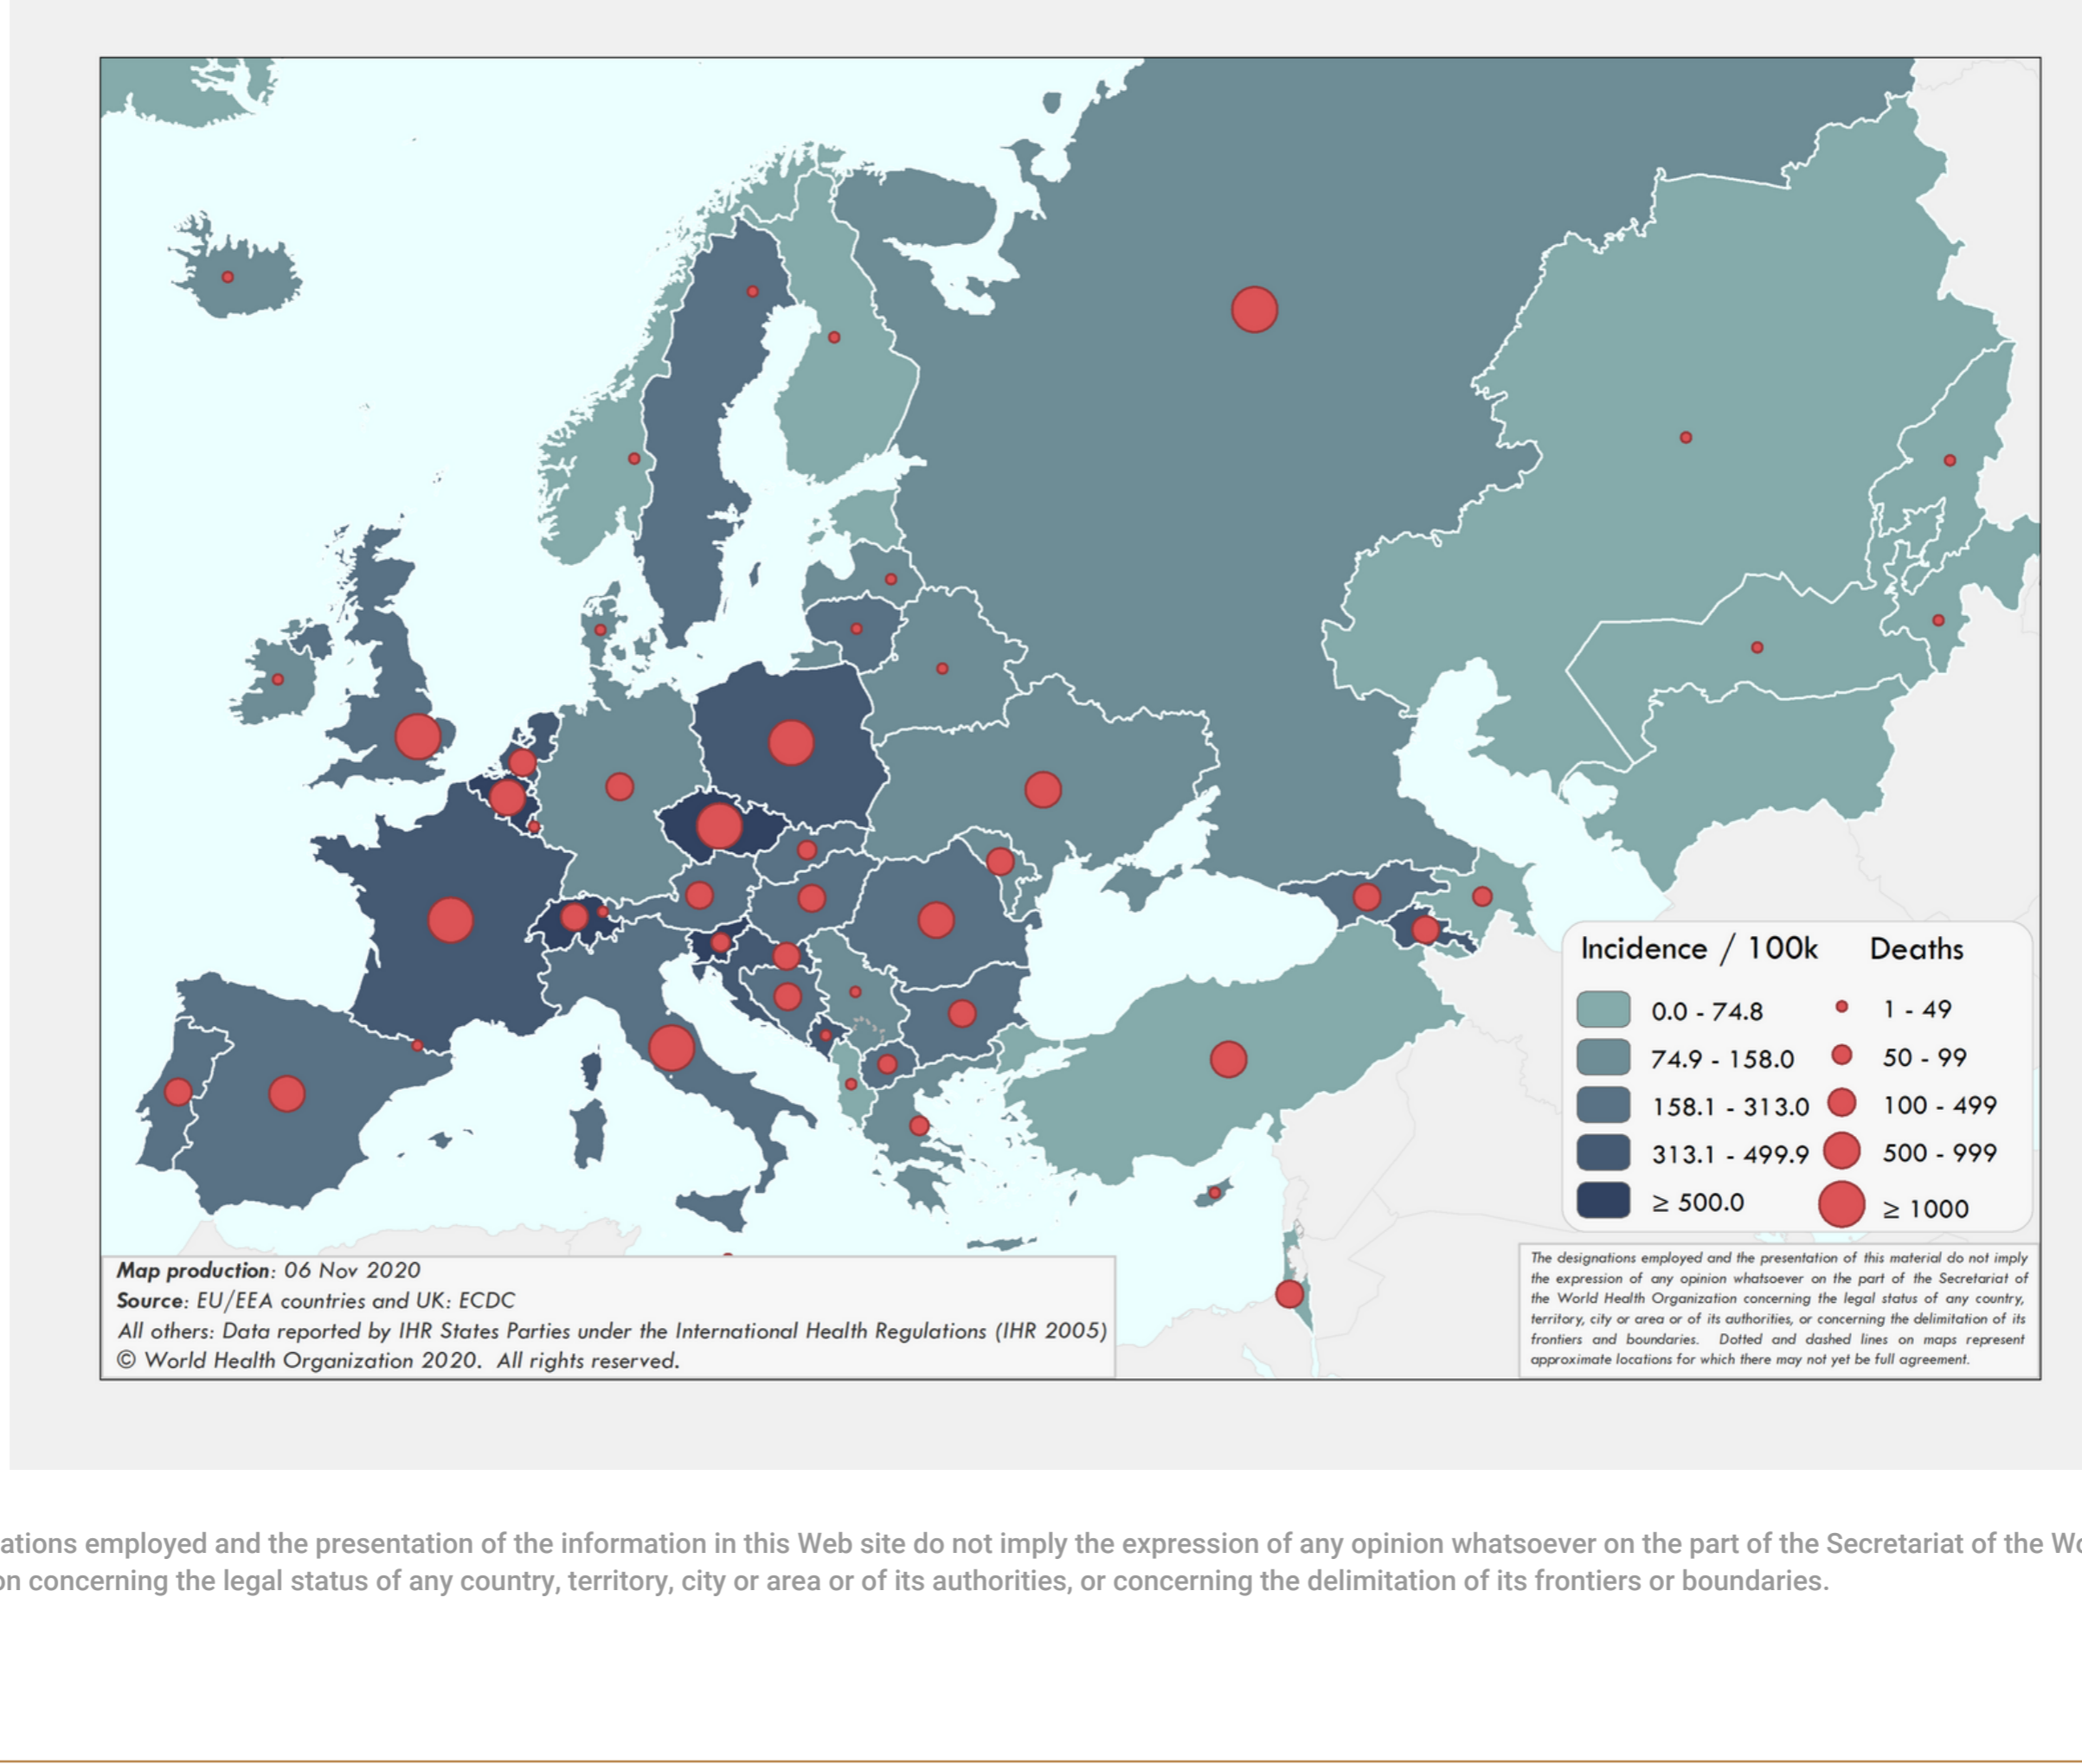 Incidence / 100k Deaths
0.0 - 74.8 1 - 49
74.9 - 158.0 50 - 99
158.1 - 313.0 100 - 499
313.1 - 499.9 500 - 999
≥ 500.0 ≥ 1000
Map production: 06 Nov 2020
Source: EU/EEA countries and UK: ECDC
All others: Data reported by IHR States Parties under the International Health Regulations (IHR 2005)
© World Health Organization 2020. All rights reserved.
The designations employed and the presentation of this material do not imply
the expression of any opinion whatsoever on the part of the Secretariat of
the World Health Organization concerning the legal status of any country,
territory, city or area or of its authorities, or concerning the delimitation of its
frontiers and boundaries. Dotted and dashed lines on maps represent
approximate locations for which there may not yet be full agreement.
ations employed and the presentation of the information in this Web site do not imply the expression of any opinion whatsoever on the part of the Secretariat of the Wo
on concerning the legal status of any country, territory, city or area or of its authorities, or concerning the delimitation of its frontiers or boundaries.